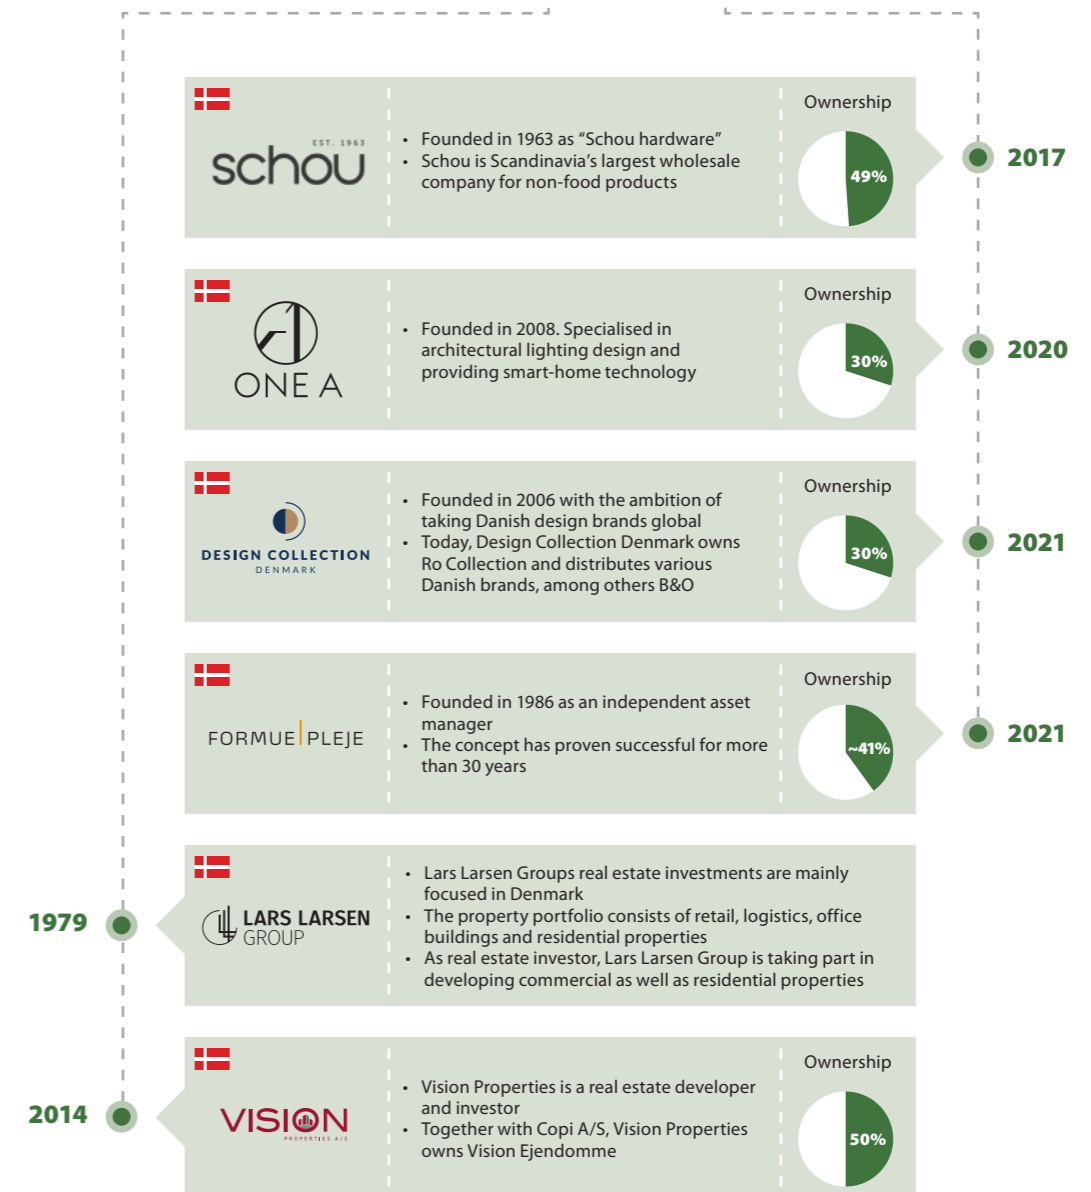 EST. 1963
schou
• Founded in 1963 as “Schou hardware”
• Schou is Scandinavia’s largest wholesale
company for non-food products
Ownership
49%
2017
ONE A
• Founded in 2008. Specialised in
architectural lighting design and
providing smart-home technology
Ownership
30%
2020
DESIGN COLLECTION
DENMARK
• Founded in 2006 with the ambition of
taking Danish design brands global
• Today, Design Collection Denmark owns
Ro Collection and distributes various
Danish brands, among others B&O
Ownership
30%
2021
FORMUE PLEJE
• Founded in 1986 as an independent asset
manager
• The concept has proven successful for more
than 30 years
Ownership
~41%
2021
1979
LARS LARSEN
GROUP
• Lars Larsen Groups real estate investments are mainly
focused in Denmark
• The property portfolio consists of retail, logistics, office
buildings and residential properties
• As real estate investor, Lars Larsen Group is taking part in
developing commercial as well as residential properties
2014
VISION
PROPERTIES A/S
• Vision Properties is a real estate developer
and investor
• Together with Copi A/S, Vision Properties
owns Vision Ejendomme
Ownership
50%